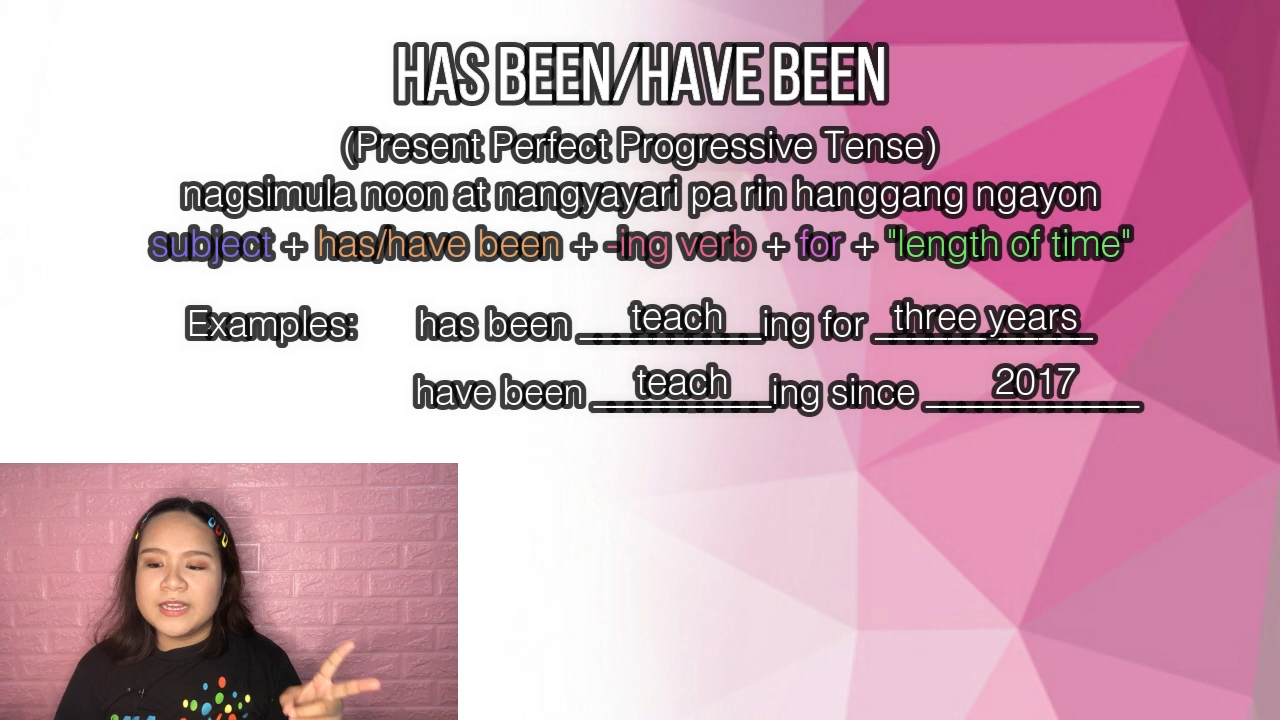 HAS BEEN/HAVE BEEN
(Present Perfect Progressive Tense)
nagsimula noon at nangyayari pa rin hanggang ngayon
subject + has/have been + -ing verb + for + "length of time"
Examples: has been teaching for three years
have been teaching since 2017